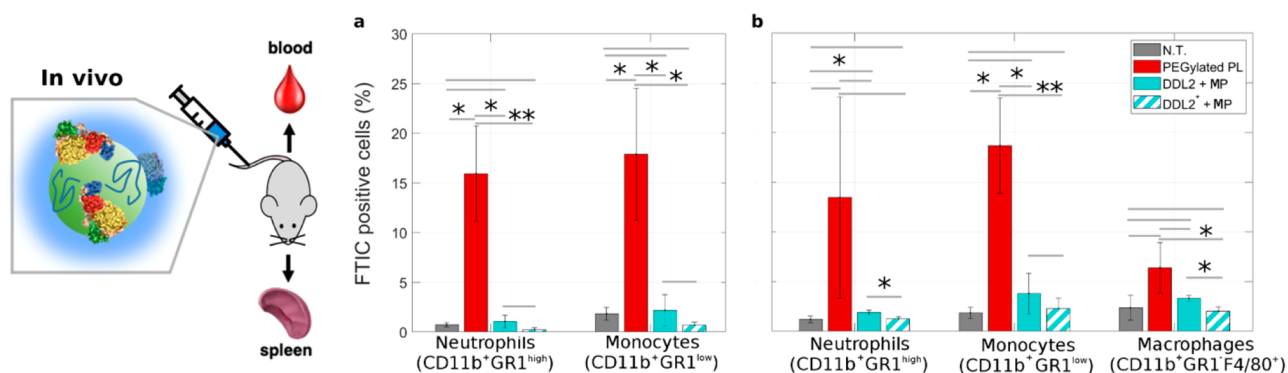 In vivo
blood
spleen
a
FTIC positive cells (%)
30
25
20
15
10
5
0
* * **
* * *
Neutrophils
(CD11b⁺GR1ʰⁱᵍʰ)
Monocytes
(CD11b⁺GR1ˡᵒʷ)
b
N.T.
PEGylated PL
DDL2 + MP
DDL2* + MP
* *
* * **
* *
Neutrophils
(CD11b⁺GR1ʰⁱᵍʰ)
Monocytes
(CD11b⁺GR1ˡᵒʷ)
Macrophages
(CD11b⁺GR1⁻F4/80⁺)